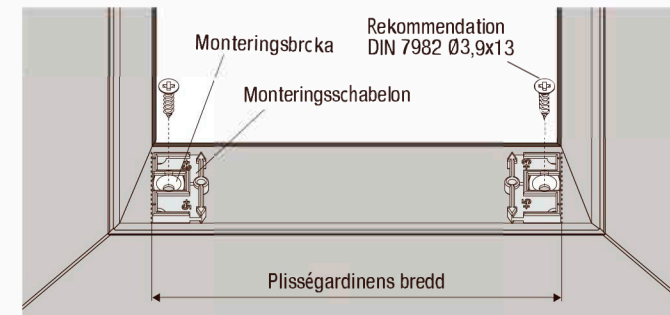 Monteringsbrcka
Rekommendation
DIN 7982 Ø3,9x13
Monteringsschabelon
Plisségardinens bredd